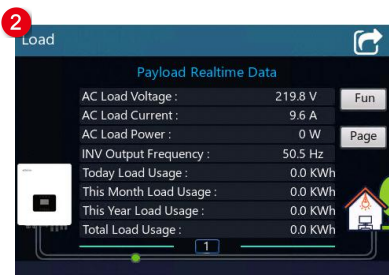 2
Load
Payload Realtime Data
AC Load Voltage : 219.8 V
Fun
AC Load Current : 9.6 A
AC Load Power : 0 W
Page
INV Output Frequency : 50.5 Hz
Today Load Usage : 0.0 KWh
This Month Load Usage : 0.0 KWh
This Year Load Usage : 0.0 KWh
Total Load Usage : 0.0 KWh
1